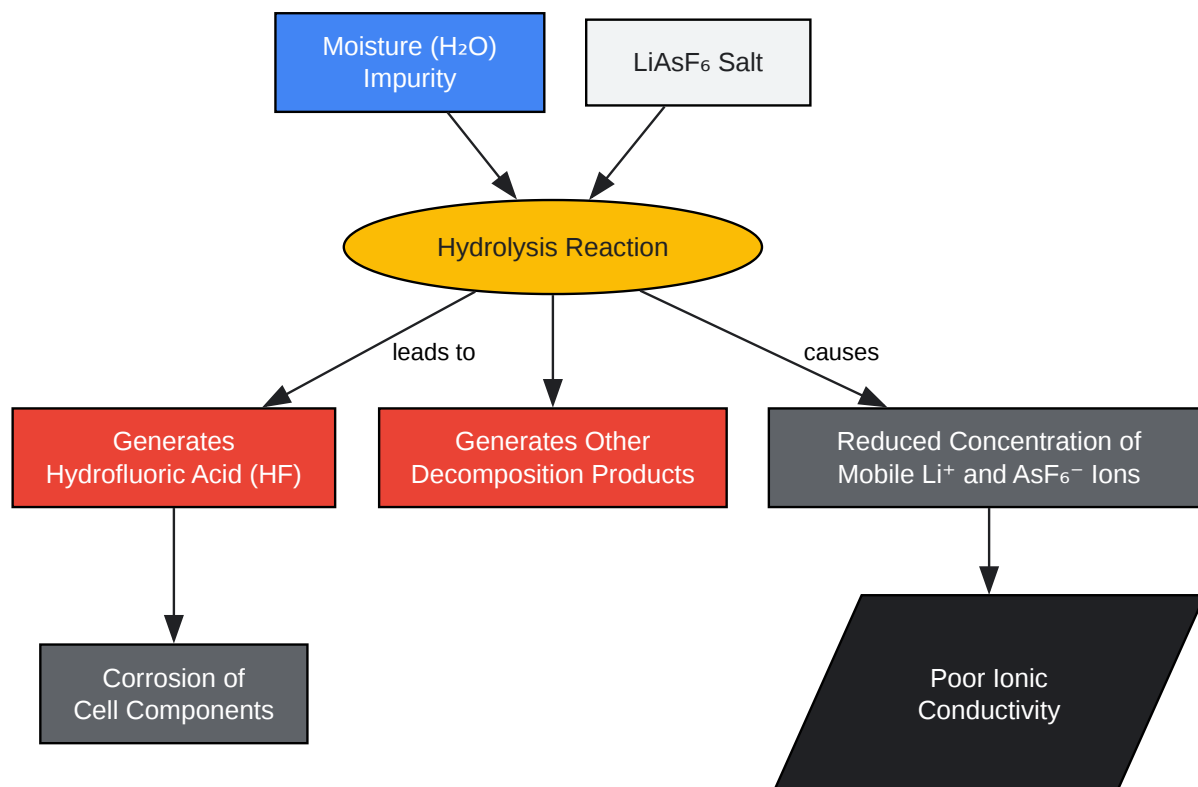 Moisture (H₂O)
Impurity
LiAsF₆ Salt
Hydrolysis Reaction
leads to
causes
Generates
Hydrofluoric Acid (HF)
Generates Other
Decomposition Products
Reduced Concentration of
Mobile Li⁺ and AsF₆⁻ Ions
Corrosion of
Cell Components
Poor Ionic
Conductivity